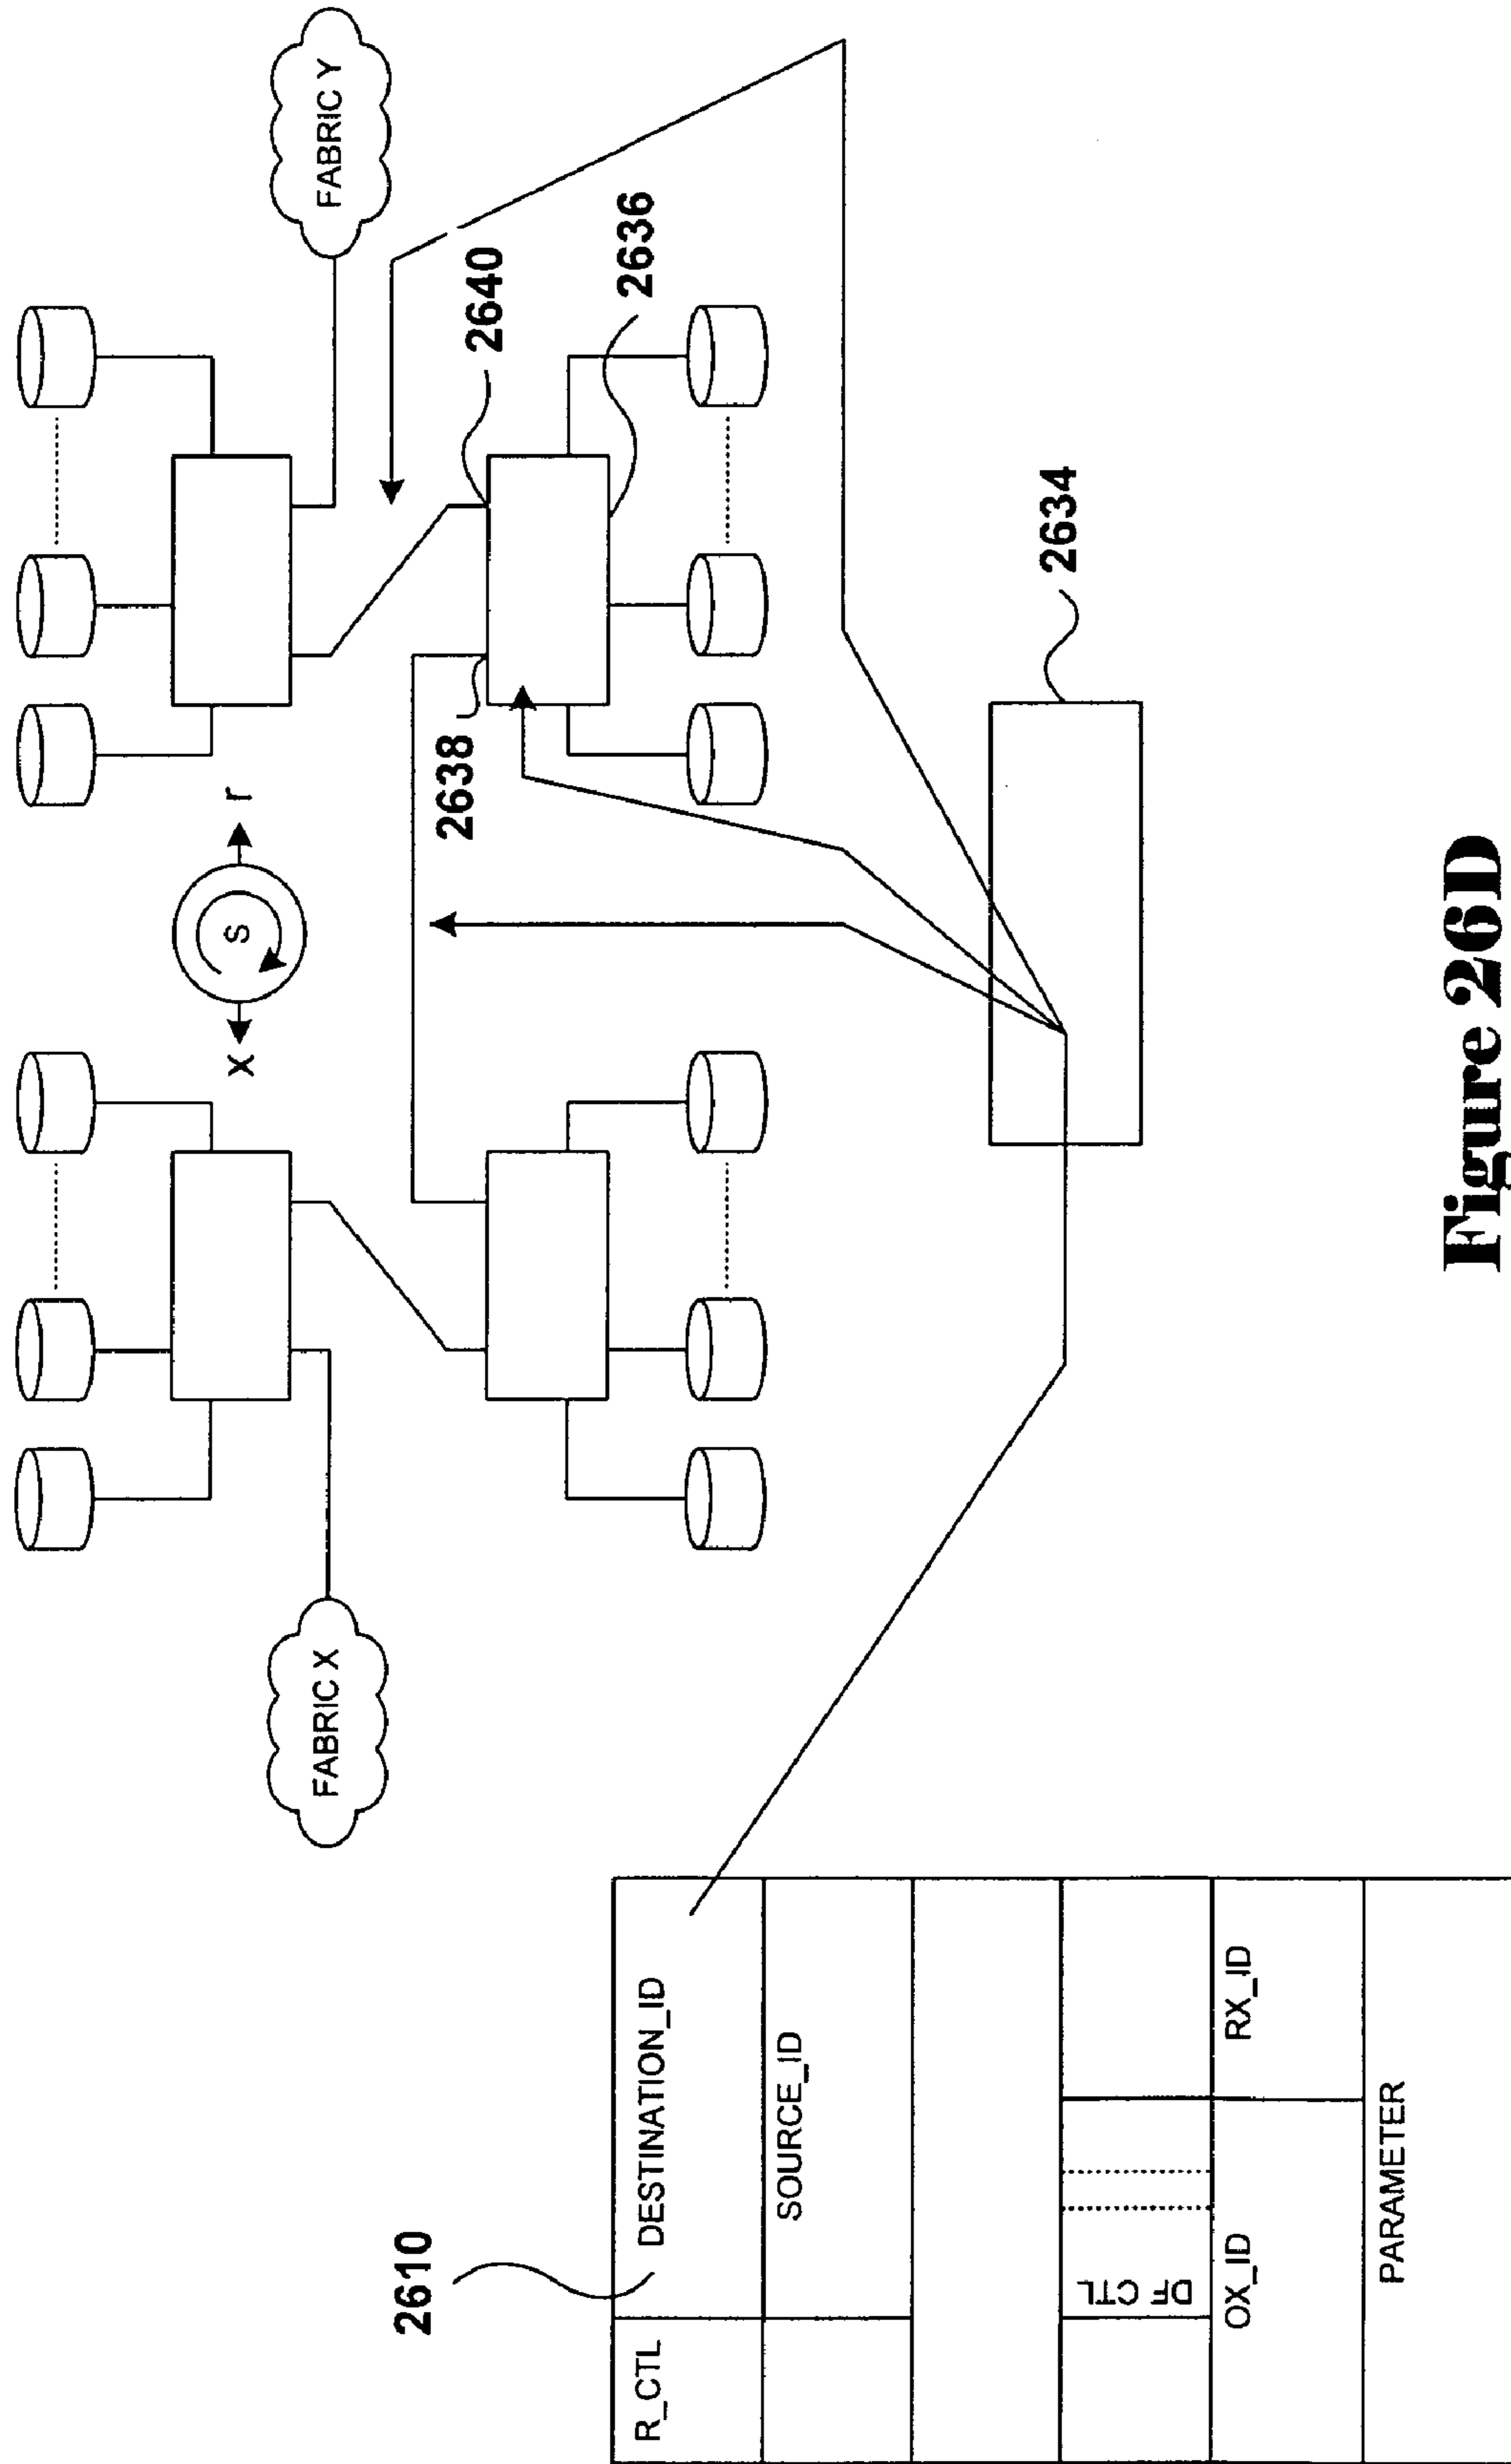 2610
R_CTL
DESTINATION_ID
SOURCE_ID
DF CTL
OX_ID
RX_ID
PARAMETER
FABRIC X
X
S
r
FABRIC Y
2638
2640
2636
2634
Figure 26D